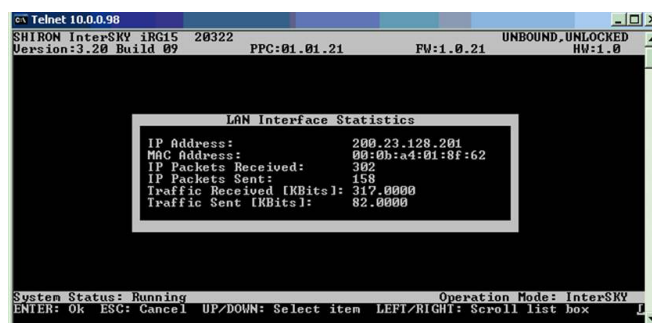 Telnet 10.0.0.98
SHIRON InterSKY iRG15 20322 UNBOUND,UNLOCKED
Version:3.20 Build 09 PPC:01.01.21 FW:1.0.21 HW:1.0
LAN Interface Statistics
IP Address: 200.23.128.201
MAC Address: 00:0b:a4:01:8f:62
IP Packets Received: 302
IP Packets Sent: 158
Traffic Received [KBits]: 317.0000
Traffic Sent [KBits]: 82.0000
System Status: Running Operation Mode: InterSKY
ENTER: Ok ESC: Cancel UP/DOWN: Select item LEFT/RIGHT: Scroll list box